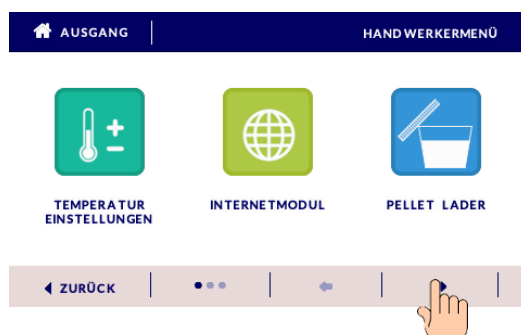 AUSGANG
HANDWERKERMENÜ
TEMPERATUR
EINSTELLUNGEN
INTERNETMODUL
PELLET LADER
ZURÜCK